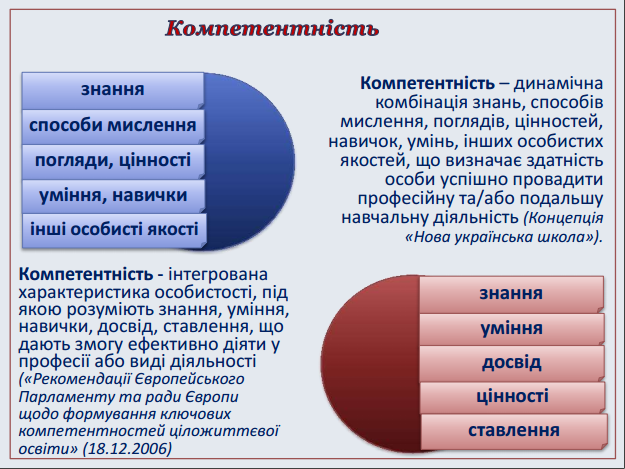 Компетентність
знання
способи мислення
погляди, цінності
уміння, навички
інші особисті якості
Компетентність – динамічна
комбінація знань, способів
мислення, поглядів, цінностей,
навичок, умінь, інших особистих
якостей, що визначає здатність
особи успішно провадити
професійну та/або подальшу
навчальну діяльність (Концепція
«Нова українська школа»).
Компетентність - інтегрована
характеристика особистості, під
якою розуміють знання, уміння,
навички, досвід, ставлення, що
дають змогу ефективно діяти у
професії або виді діяльності
(«Рекомендації Європейського
Парламенту та ради Європи
щодо формування ключових
компетентностей ціложиттєвої
освіти» (18.12.2006)
знання
уміння
досвід
цінності
ставлення